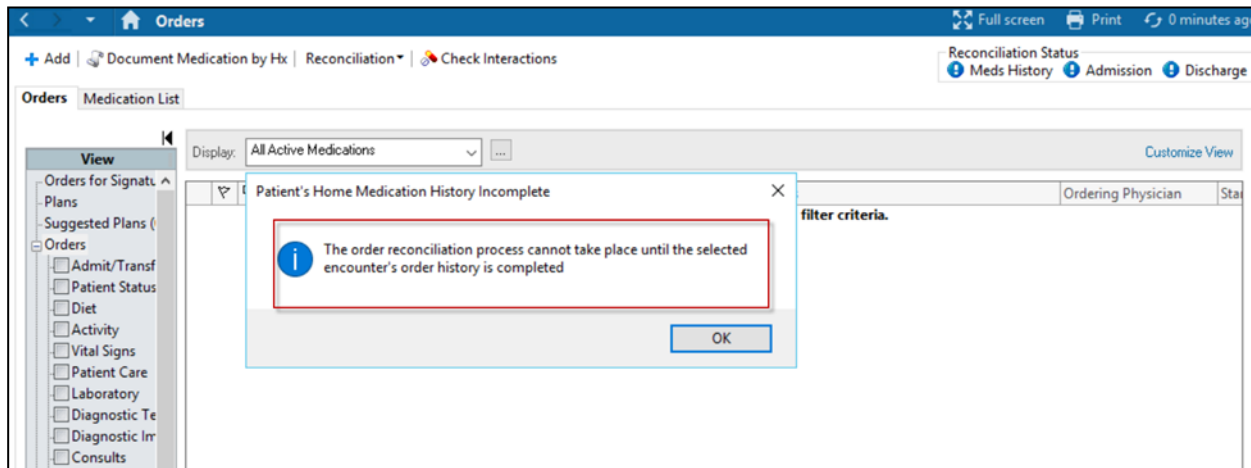 Orders
Full screen
Print
0 minutes ag
Add
Document Medication by Hx
Reconciliation
Check Interactions
Reconciliation Status
Meds History
Admission
Discharge
Orders
Medication List
View
Orders for Signatu
Plans
Suggested Plans (
Orders
Admit/Transf
Patient Status
Diet
Activity
Vital Signs
Patient Care
Laboratory
Diagnostic Te
Diagnostic Im
Consults
Display:
All Active Medications
...
Customize View
Ordering Physician
Star
filter criteria.
Patient's Home Medication History Incomplete
The order reconciliation process cannot take place until the selected
encounter's order history is completed
OK